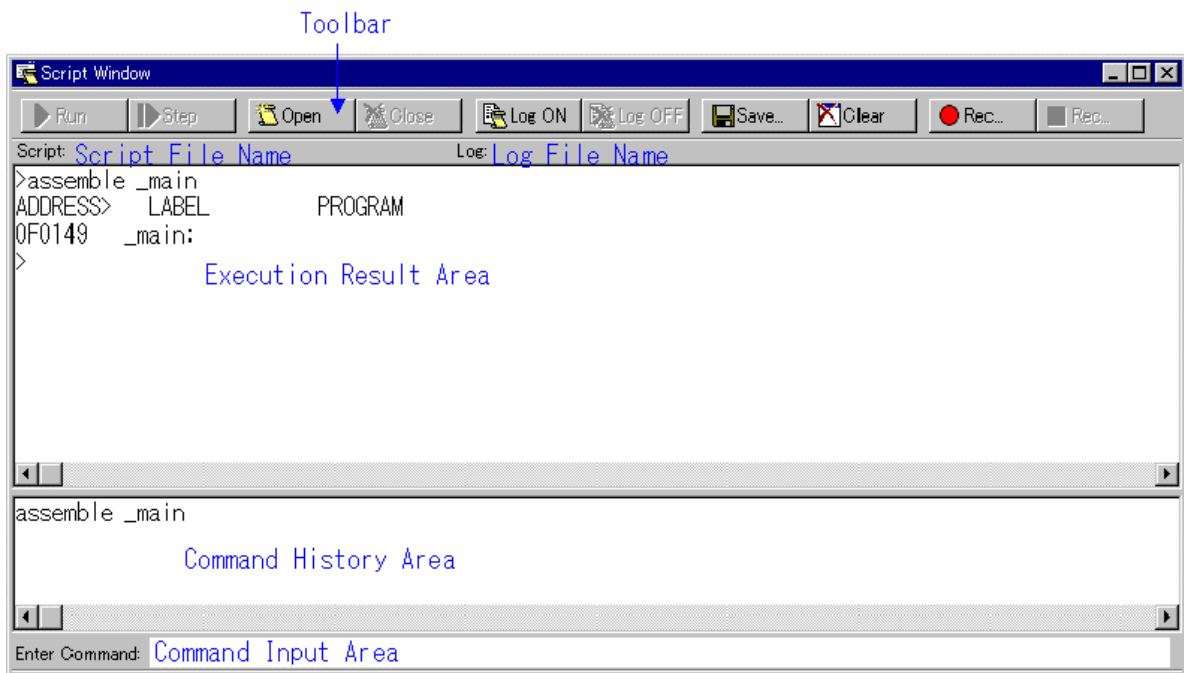 Toolbar
Script Window
Run Step Open Close Log ON Log OFF Save... Clear Rec... Rec...
Script: Script File Name Log: Log File Name
>assemble _main
ADDRESS> LABEL PROGRAM
0F0149 _main:
>
Execution Result Area
assemble _main
Command History Area
Enter Command: Command Input Area